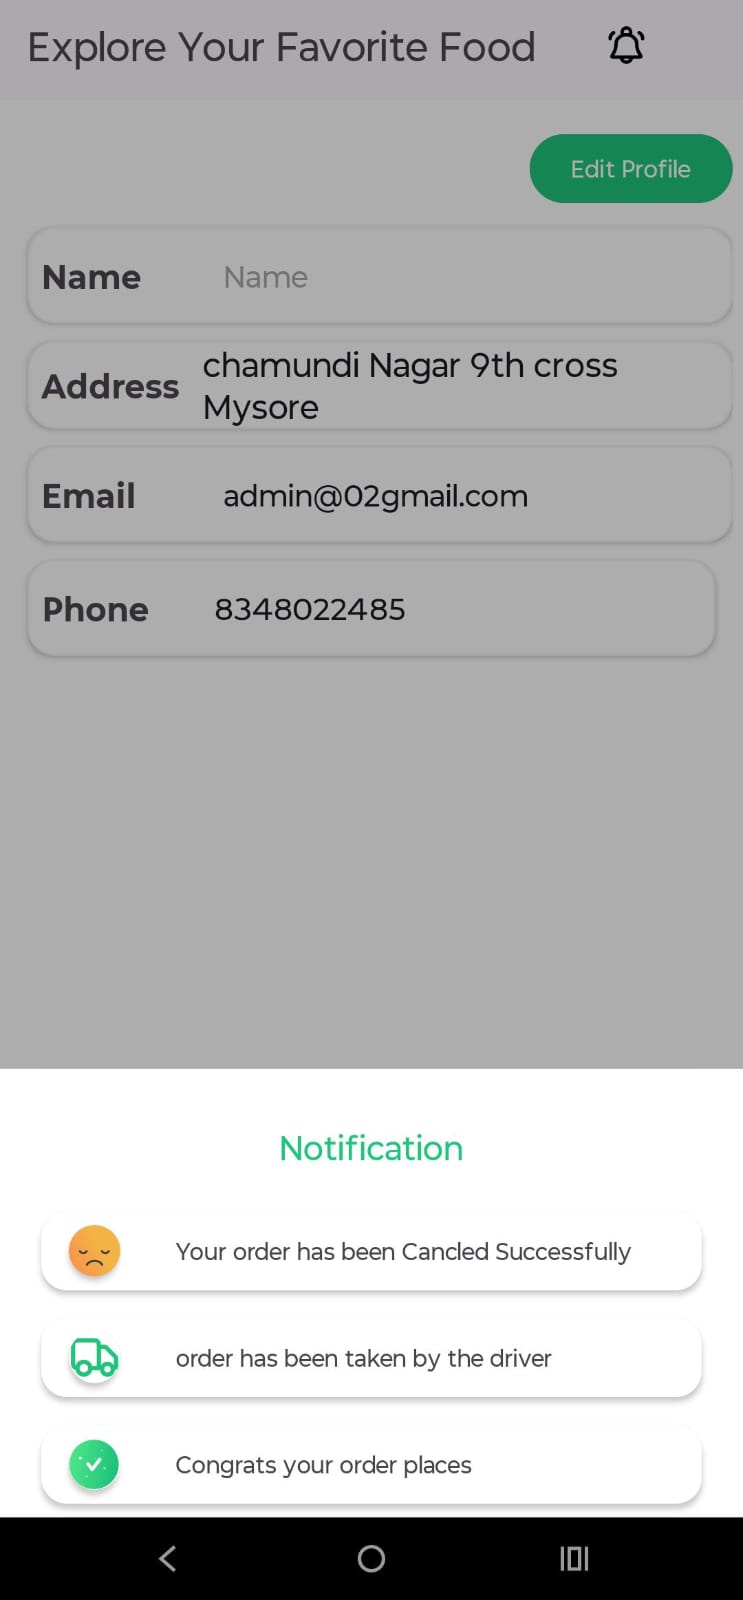 Explore Your Favorite Food
Edit Profile
Name Name
Address chamundi Nagar 9th cross
Mysore
Email admin@02gmail.com
Phone 8348022485
Notification
Your order has been Cancled Successfully
order has been taken by the driver
Congrats your order places